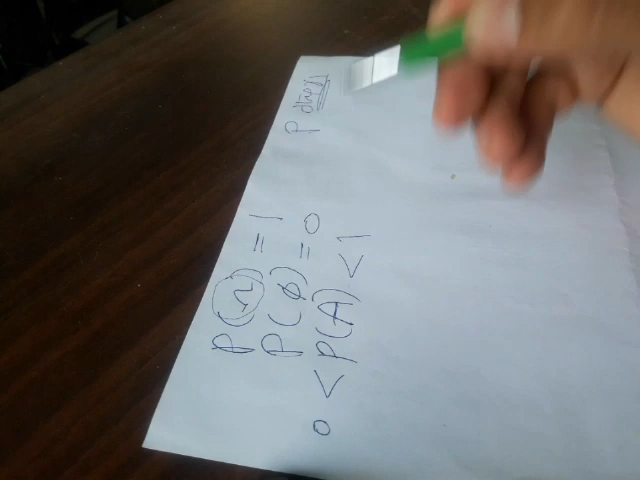 P(Ω) = 1
P(φ) = 0
0 < P(A) < 1
P